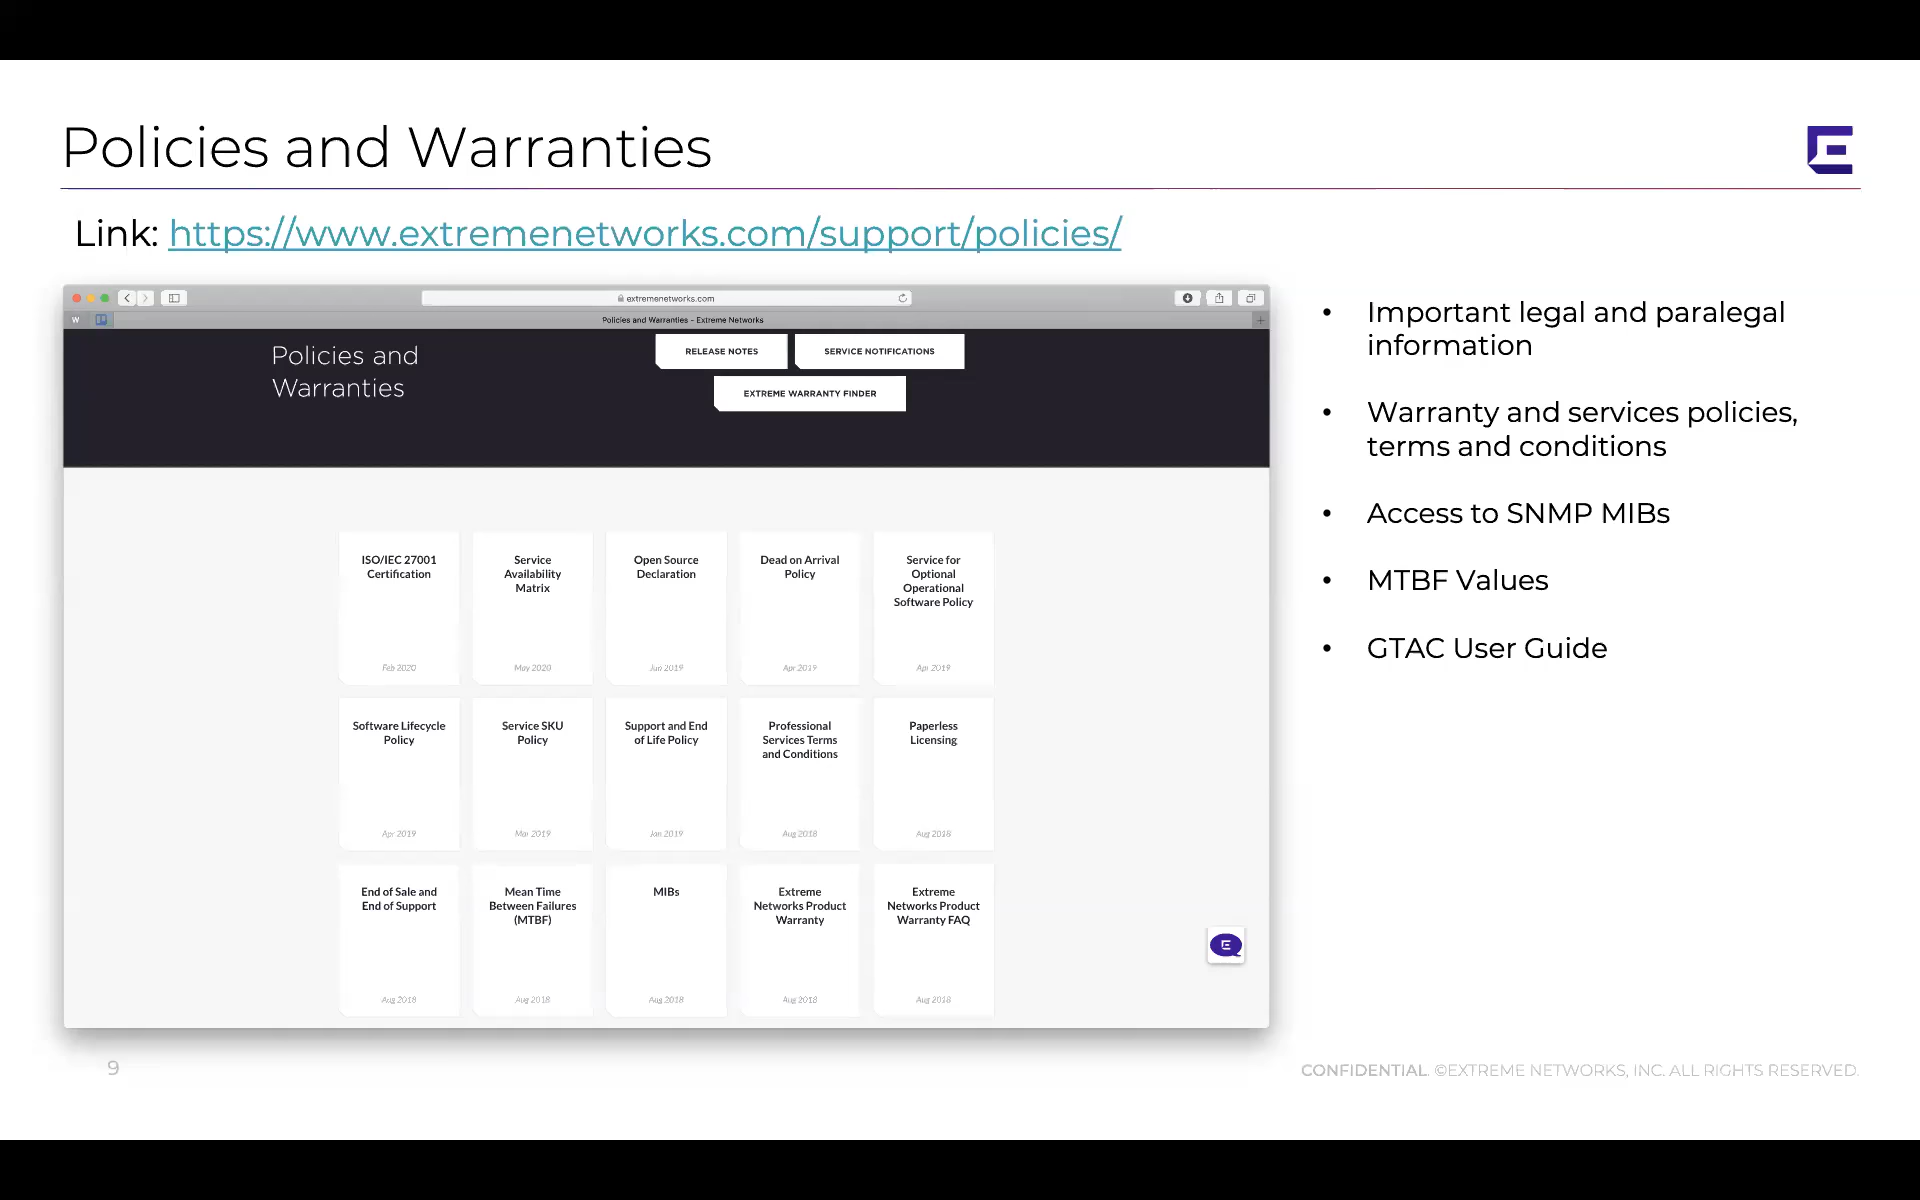 Policies and Warranties
Link: https://www.extremenetworks.com/support/policies/
extremenetworks.com
W
Policies and Warranties - Extreme Networks
Policies and
Warranties
RELEASE NOTES
SERVICE NOTIFICATIONS
EXTREME WARRANTY FINDER
ISO/IEC 27001
Certification
Feb 2020
Service
Availability
Matrix
May 2020
Open Source
Declaration
Jun 2019
Dead on Arrival
Policy
Apr 2019
Service for
Optional
Operational
Software Policy
Apr 2019
Software Lifecycle
Policy
Apr 2019
Service SKU
Policy
Mar 2019
Support and End
of Life Policy
Jan 2019
Professional
Services Terms
and Conditions
Aug 2018
Paperless
Licensing
Aug 2018
End of Sale and
End of Support
Aug 2018
Mean Time
Between Failures
(MTBF)
Aug 2018
MIBs
Aug 2018
Extreme
Networks Product
Warranty
Aug 2018
Extreme
Networks Product
Warranty FAQ
Aug 2018
• Important legal and paralegal
information
• Warranty and services policies,
terms and conditions
• Access to SNMP MIBs
• MTBF Values
• GTAC User Guide
9
CONFIDENTIAL. ©EXTREME NETWORKS, INC. ALL RIGHTS RESERVED.